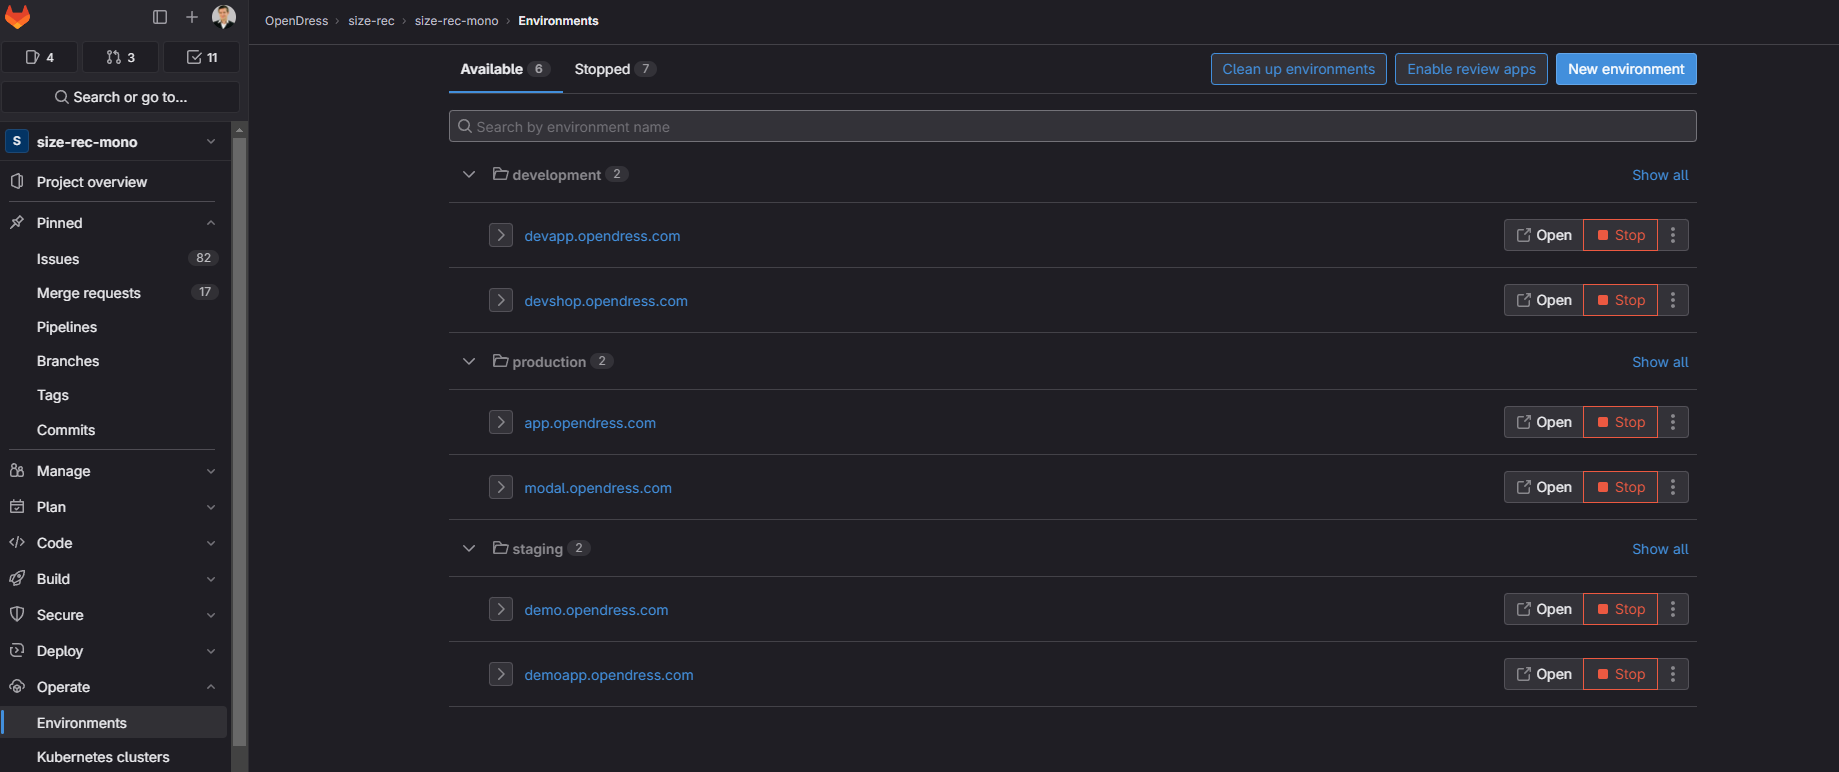 OpenDress › size-rec › size-rec-mono › Environments
4 3 11
Search or go to...
S size-rec-mono
Project overview
Pinned
Issues 82
Merge requests 17
Pipelines
Branches
Tags
Commits
Manage
Plan
Code
Build
Secure
Deploy
Operate
Environments
Kubernetes clusters
Available 6 Stopped 7 Clean up environments Enable review apps New environment
Search by environment name
development 2 Show all
devapp.opendress.com Open Stop
devshop.opendress.com Open Stop
production 2 Show all
app.opendress.com Open Stop
modal.opendress.com Open Stop
staging 2 Show all
demo.opendress.com Open Stop
demoapp.opendress.com Open Stop